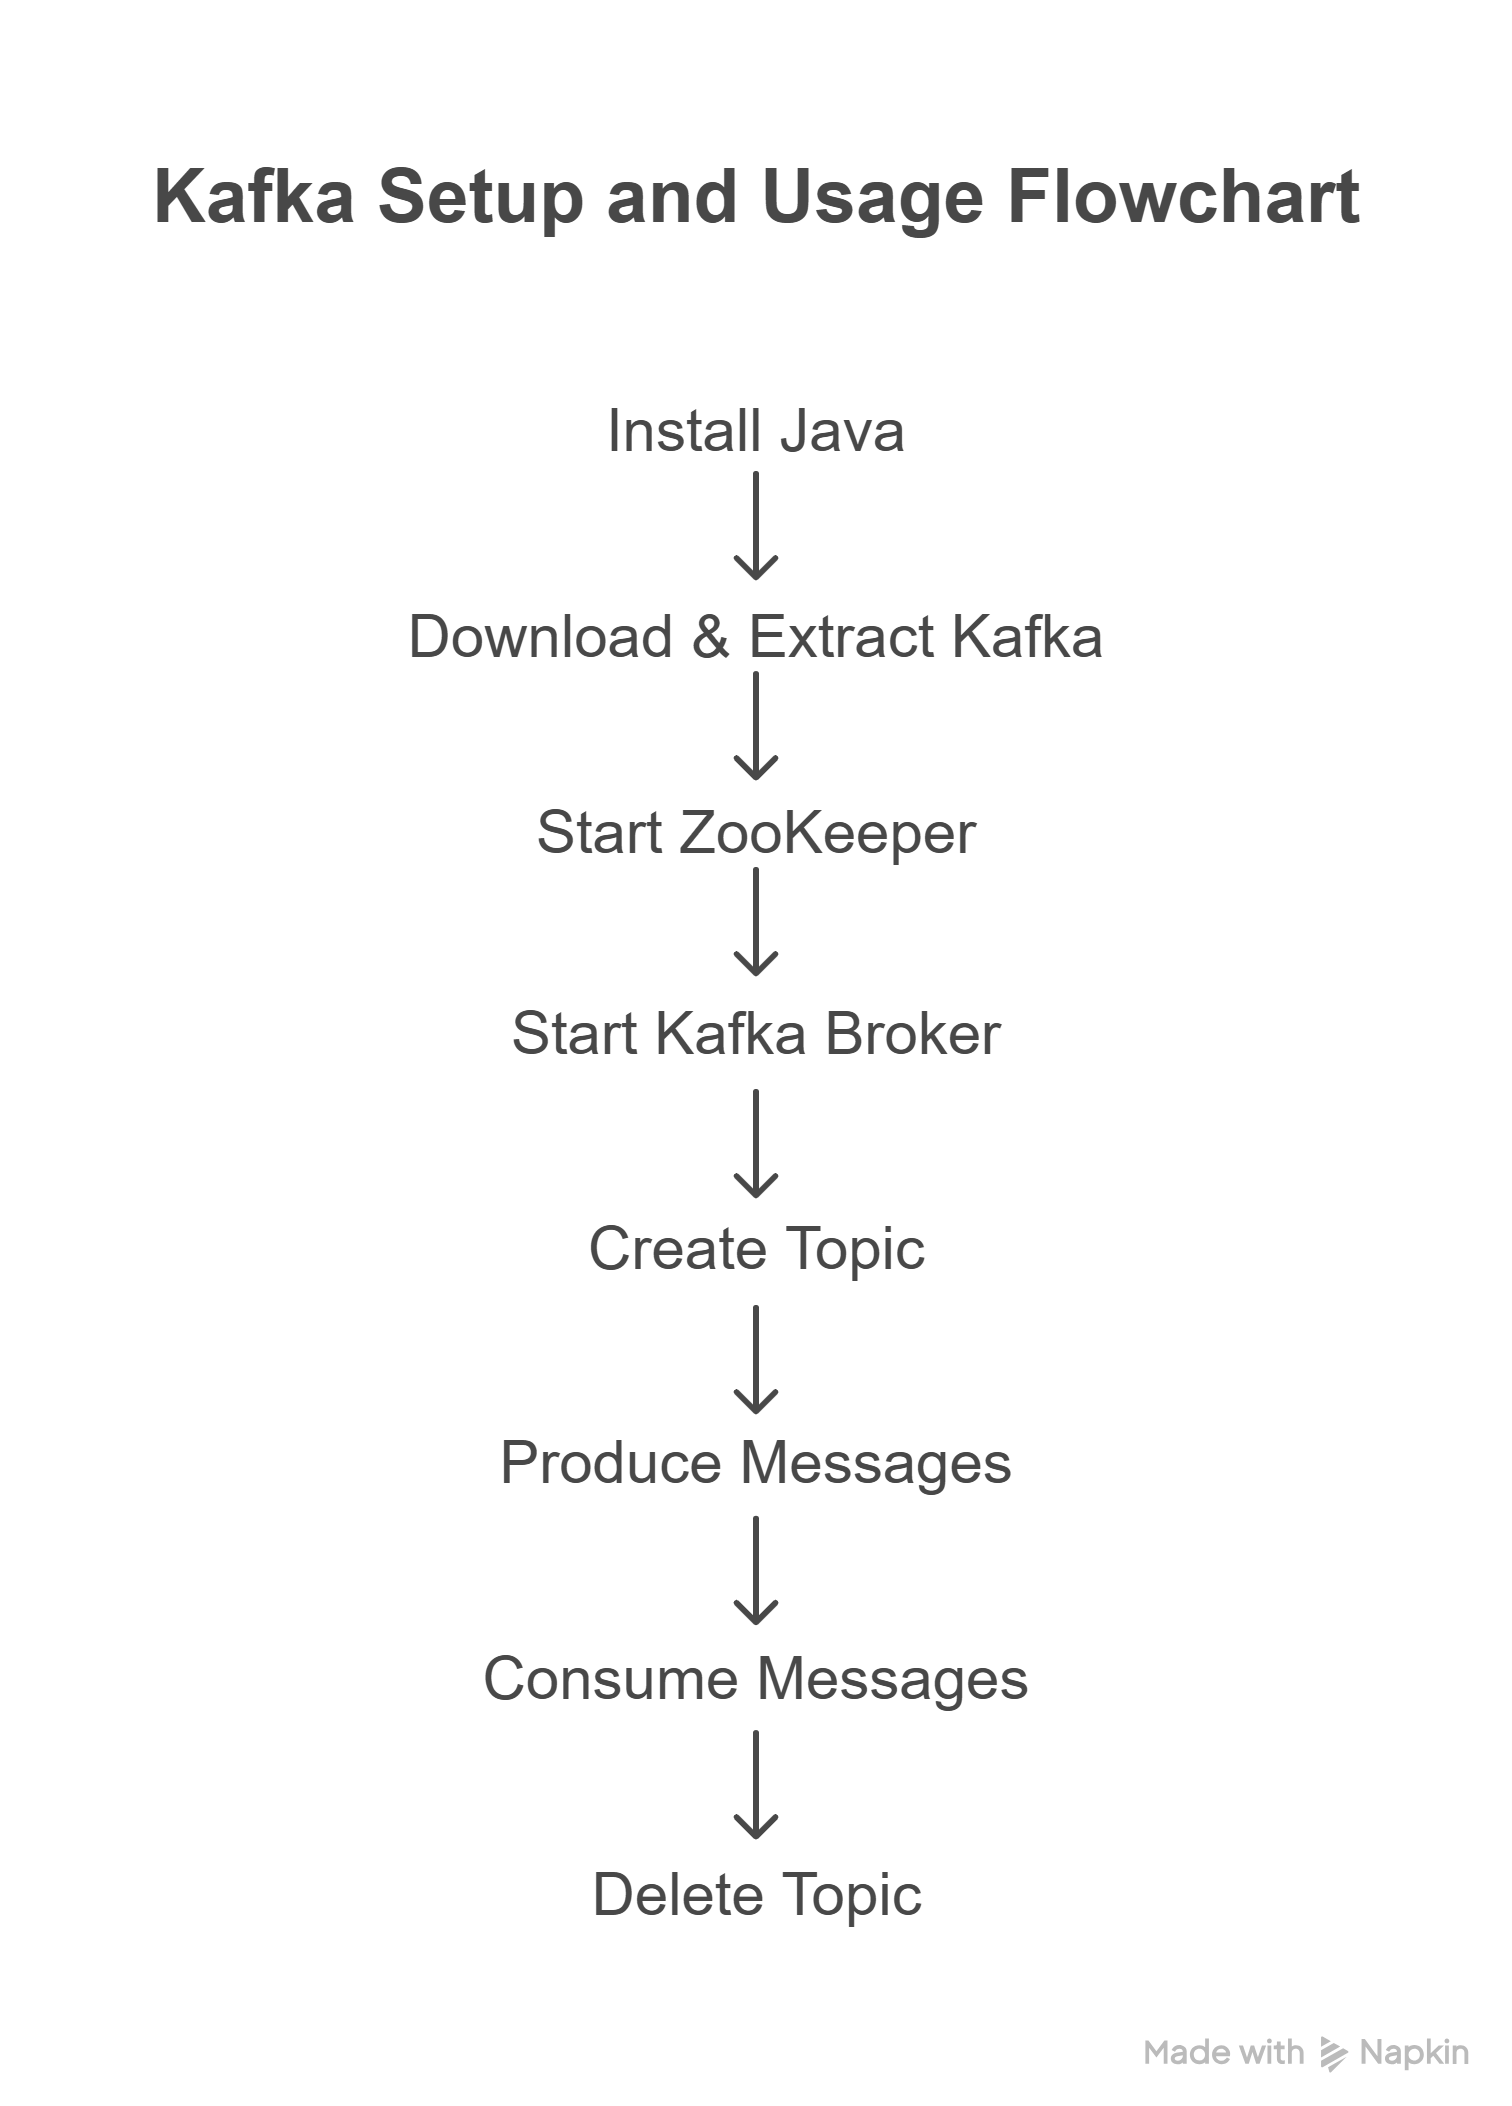 Kafka Setup and Usage Flowchart
Install Java
Download & Extract Kafka
Start ZooKeeper
Start Kafka Broker
Create Topic
Produce Messages
Consume Messages
Delete Topic
Made with Napkin